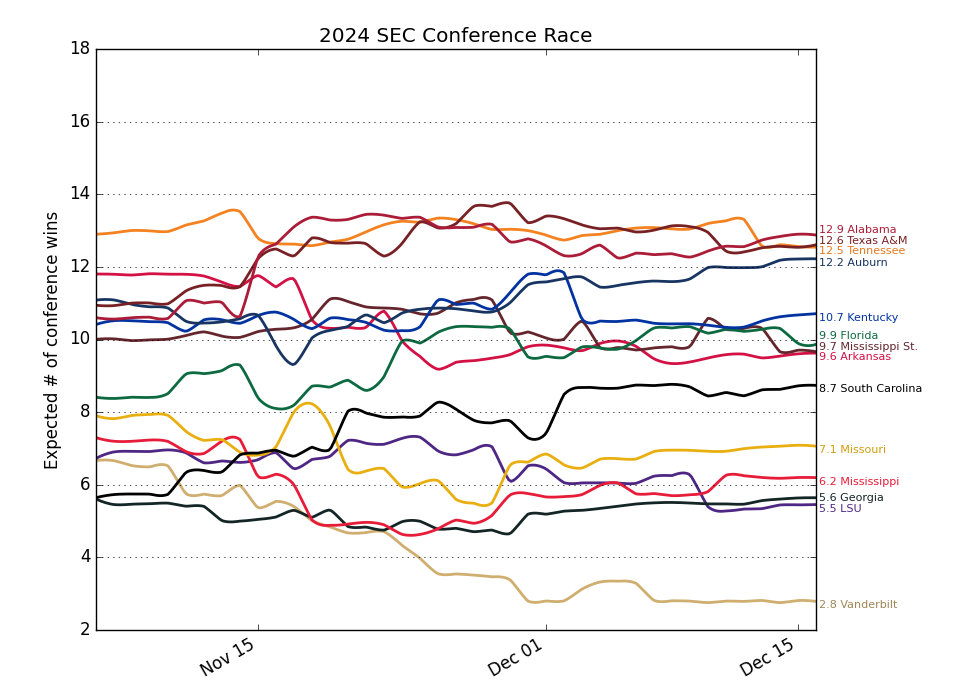 2024 SEC Conference Race
Expected # of conference wins
18
16
14
12
10
8
6
4
2
Nov 15
Dec 01
Dec 15
12.9 Alabama
12.6 Texas A&M
12.5 Tennessee
12.2 Auburn
10.7 Kentucky
9.9 Florida
9.7 Mississippi St.
9.6 Arkansas
8.7 South Carolina
7.1 Missouri
6.2 Mississippi
5.6 Georgia
5.5 LSU
2.8 Vanderbilt